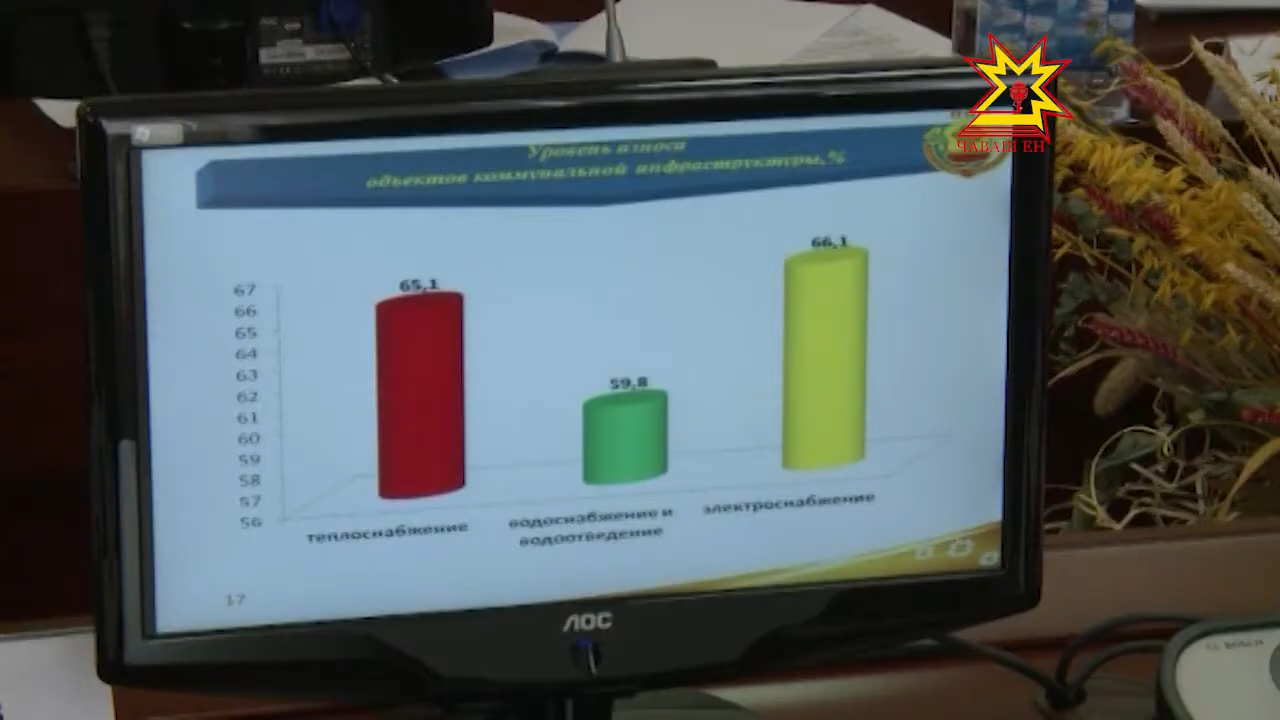 ЧӐВАШ ЕН
Уровень износа
объектов коммунальной инфраструктуры,%
66,1
65,1
59,8
67
66
65
64
63
62
61
60
59
58
57
56
теплоснабжение
водоснабжение и
водоотведение
электроснабжение
17
AOC